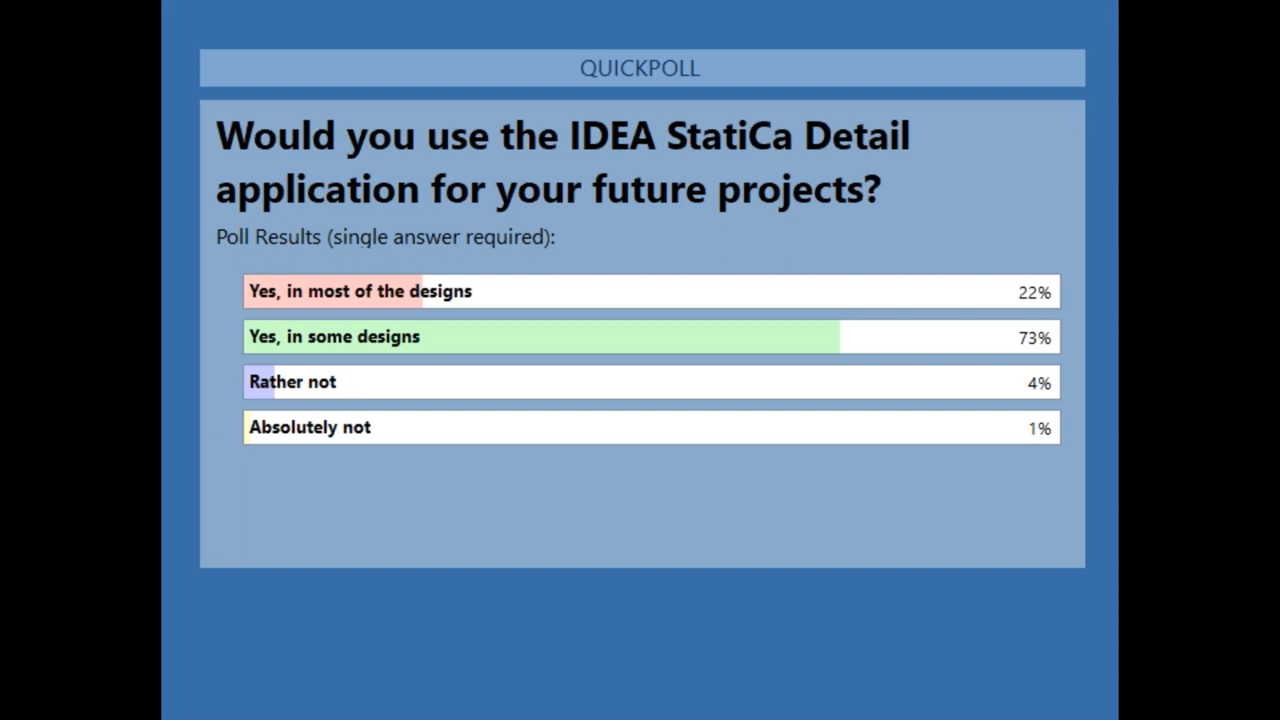 QUICKPOLL
Would you use the IDEA StatiCa Detail
application for your future projects?
Poll Results (single answer required):
Yes, in most of the designs 22%
Yes, in some designs 73%
Rather not 4%
Absolutely not 1%